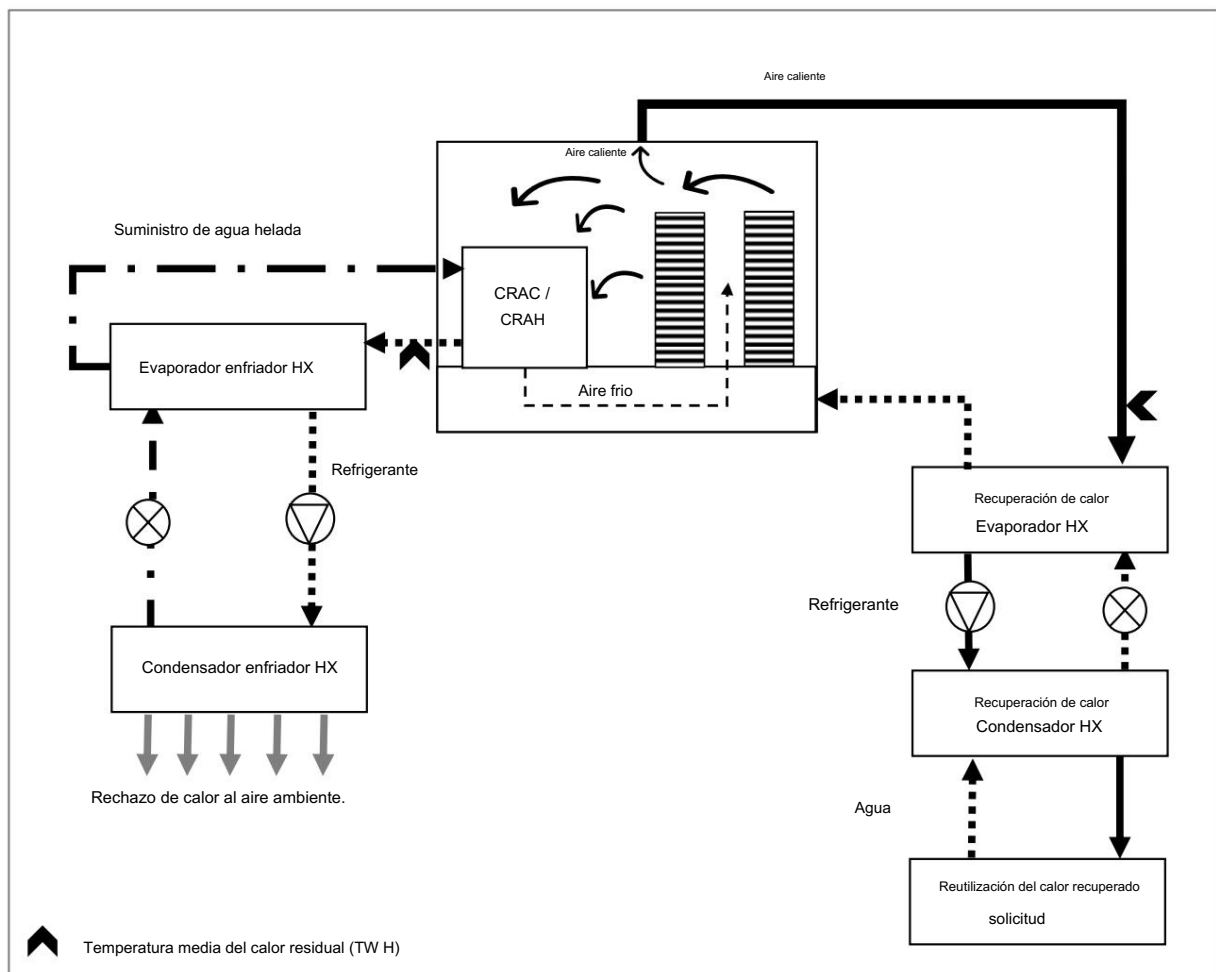 Aire caliente
Aire caliente
Suministro de agua helada
CRAC /
CRAH
Evaporador enfriador HX
Aire frio
Refrigerante
Recuperación de calor
Evaporador HX
Refrigerante
Condensador enfriador HX
Recuperación de calor
Condensador HX
Rechazo de calor al aire ambiente.
Agua
Reutilización del calor recuperado
solicitud
Temperatura media del calor residual (TW H)